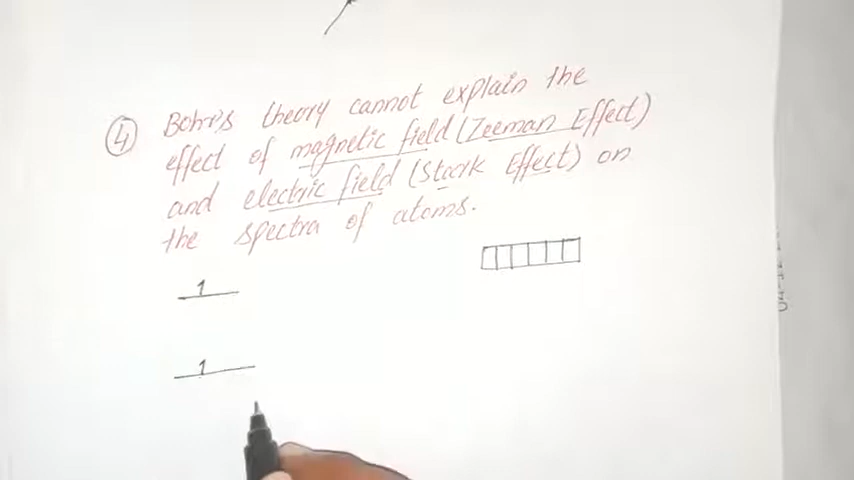 ④ Bohr's theory cannot explain the
effect of magnetic field (Zeeman Effect)
and electric field (Stark Effect) on
the spectra of atoms.
1
1